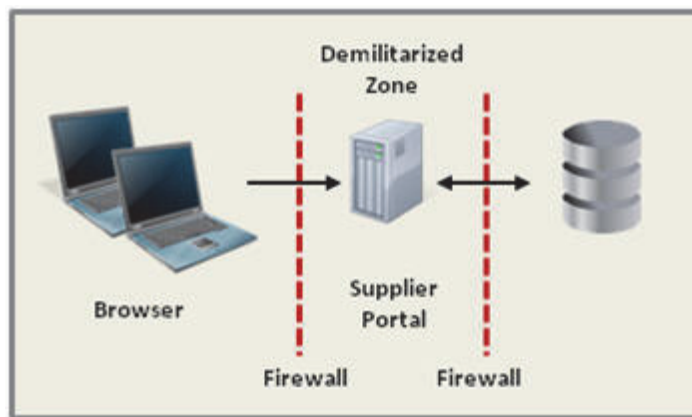 Demilitarized
Zone
Browser
Supplier
Portal
Firewall
Firewall